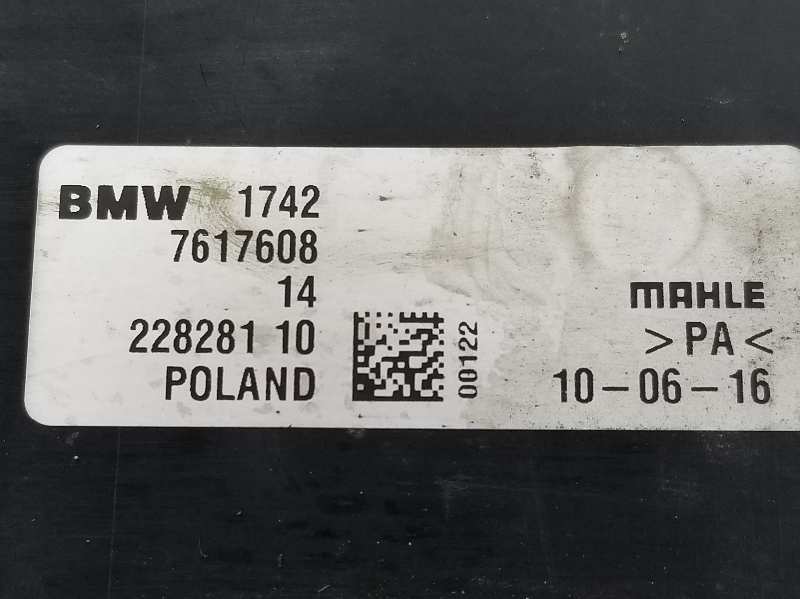 BMW 1742
7617608
14
228281 10
POLAND
00122
MAHLE
>PA<
10-06-16